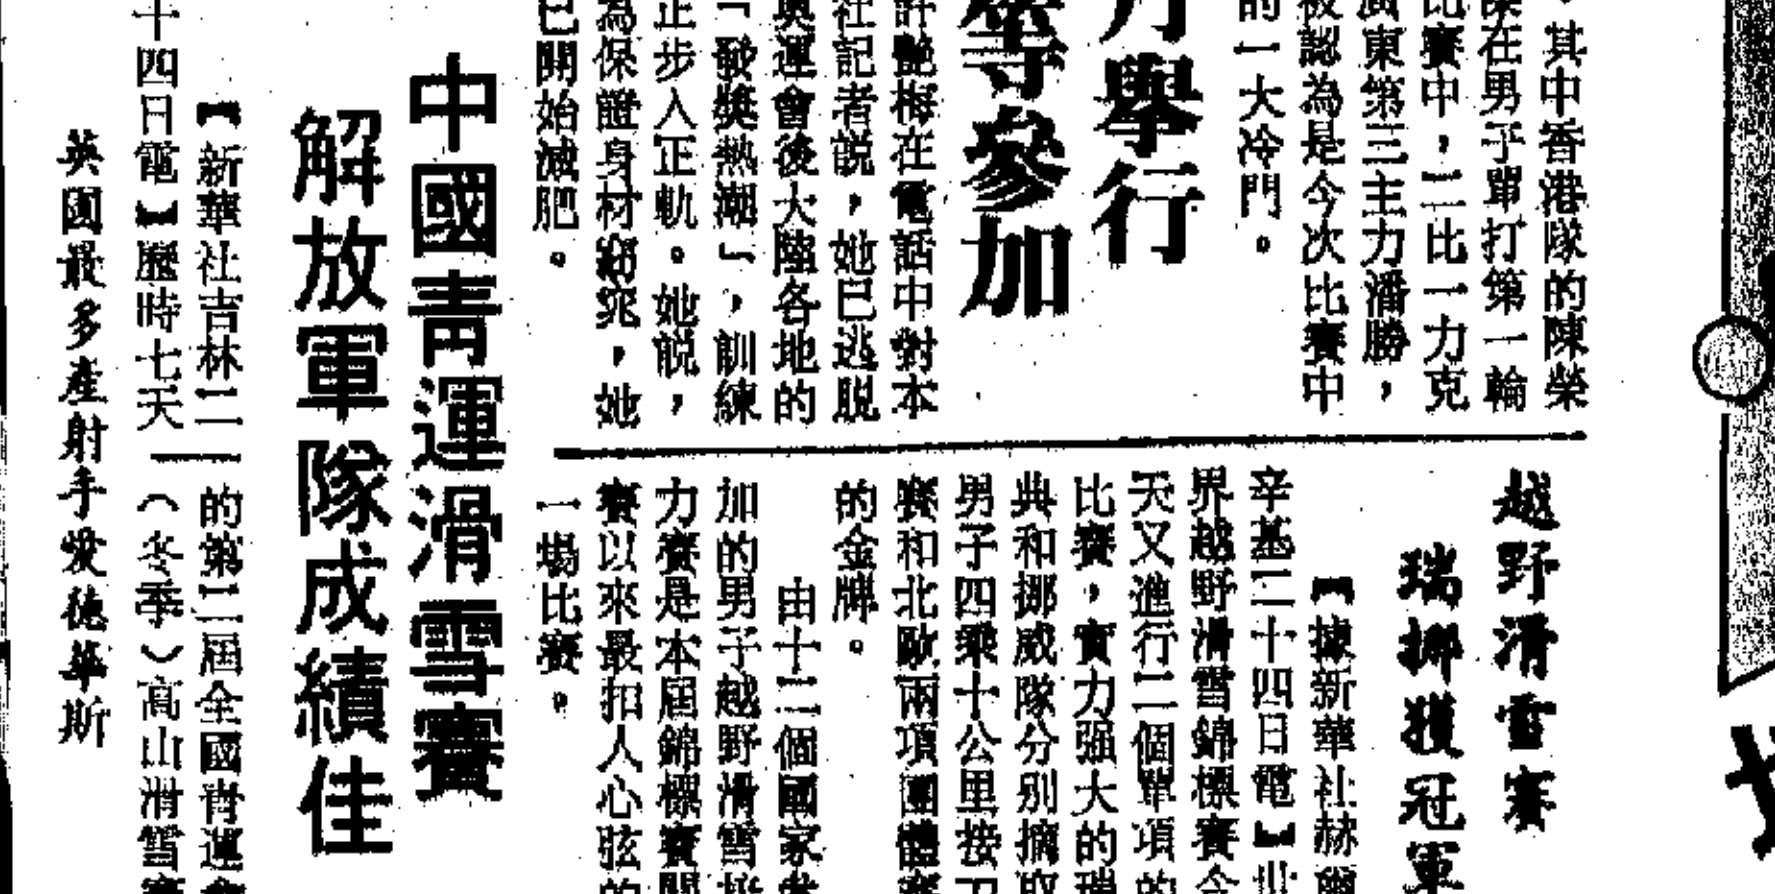 ，其中香港隊的陳榮
傑在男子單打第一輪
比賽中，二比一力克
廣東第三主力潘勝，
被認為是今次比賽中
的一大冷門。
月舉行
等參加
許艷梅在電話中對本
社記者説，她已逃脱
奧運會後大陸各地的
「發獎熱潮」，訓練
正步入正軌。她説，
為保證身材窈窕，她
已開始減肥。
越野滑雪賽
瑞挪獲冠軍
【據新華社赫爾
辛基二十四日電】世
界越野滑雪錦標賽今
天又進行二個單項的
比賽，實力强大的瑞
典和挪威隊分別摘取
男子四乘十公里接力
賽和北歐兩項團體賽
的金牌。
由十三個國家參
加的男子越野滑雪接
力賽是本屆錦標賽開
賽以來最扣人心弦的
一場比賽。
中國青運滑雪賽
解放軍隊成績佳
【新華社吉林二
十四日電】歷時七天
的第二屆全國青運會
（冬季）高山滑雪賽
英國最多產射手愛德華斯